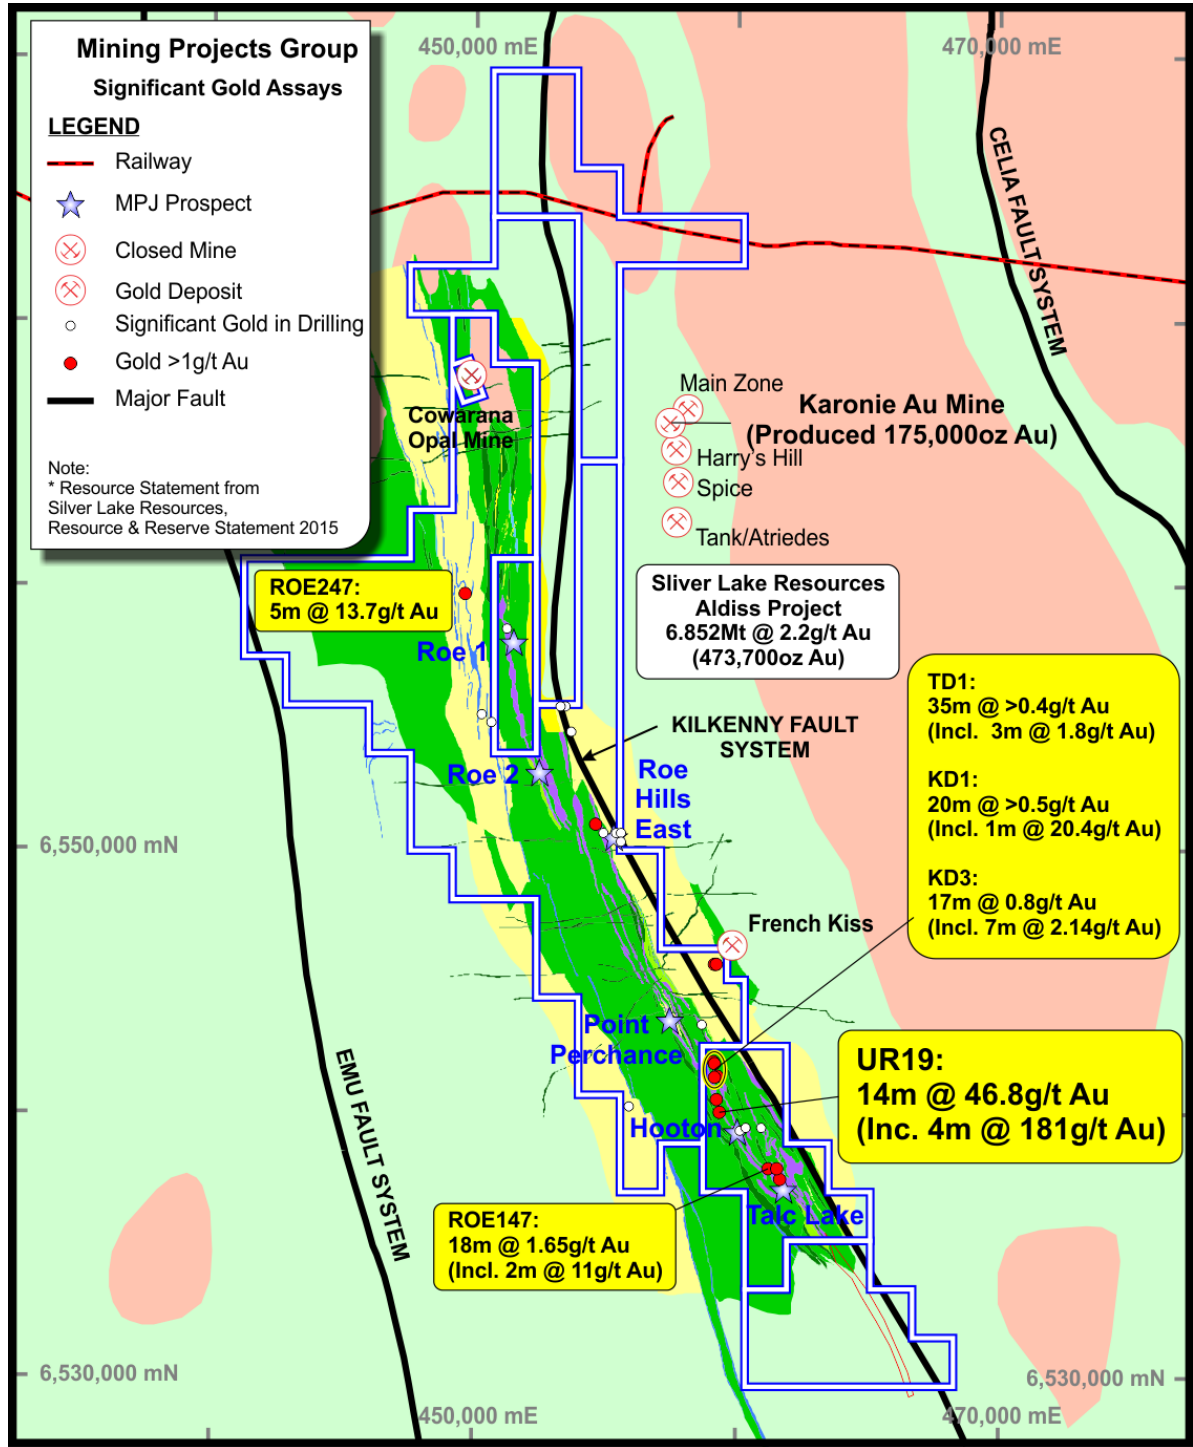 450,000 mE
470,000 mE
Mining Projects Group
Significant Gold Assays
LEGEND
Railway
MPJ Prospect
Closed Mine
Gold Deposit
Significant Gold in Drilling
Gold >1g/t Au
Major Fault
Note:
* Resource Statement from
Silver Lake Resources,
Resource & Reserve Statement 2015
CELIA FAULT SYSTEM
Main Zone
Karonie Au Mine
(Produced 175,000oz Au)
Harry's Hill
Spice
Tank/Atriedes
Cowarana
Opal Mine
Sliver Lake Resources
Aldiss Project
6.852Mt @ 2.2g/t Au
(473,700oz Au)
ROE247:
5m @ 13.7g/t Au
Roe 1
KILKENNY FAULT
SYSTEM
Roe 2
Roe
Hills
East
TD1:
35m @ >0.4g/t Au
(Incl.  3m @ 1.8g/t Au)
KD1:
20m @ >0.5g/t Au
(Incl. 1m @ 20.4g/t Au)
KD3:
17m @ 0.8g/t Au
(Incl. 7m @ 2.14g/t Au)
6,550,000 mN
French Kiss
Point
Perchance
UR19:
14m @ 46.8g/t Au
(Inc. 4m @ 181g/t Au)
Hooton
EMU FAULT SYSTEM
Talc Lake
ROE147:
18m @ 1.65g/t Au
(Incl. 2m @ 11g/t Au)
6,530,000 mN
6,530,000 mN
450,000 mE
470,000 mE